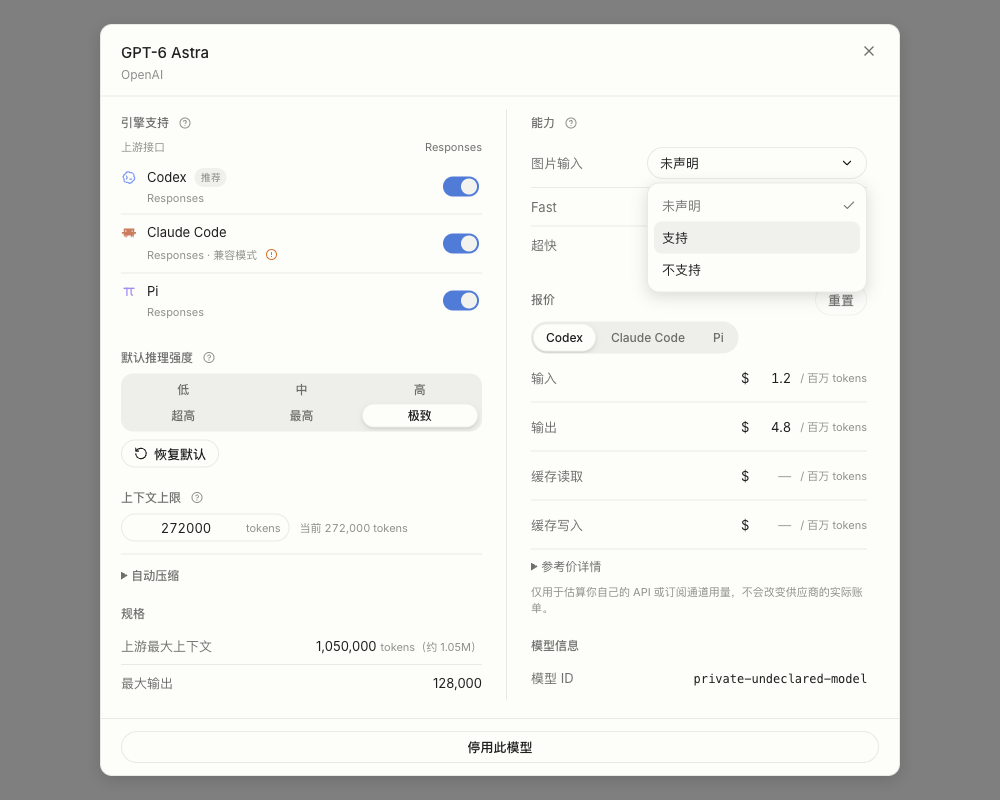 GPT-6 Astra
OpenAI
引擎支持
上游接口 Responses
Codex 推荐
Responses
Claude Code
Responses · 兼容模式
Pi
Responses
默认推理强度
低 中 高
超高 最高 极致
恢复默认
上下文上限
272000 tokens 当前 272,000 tokens
自动压缩
规格
上游最大上下文 1,050,000 tokens（约 1.05M）
最大输出 128,000
能力
图片输入 未声明
未声明
Fast
支持
超快
不支持
报价 重置
Codex Claude Code Pi
输入 $ 1.2 / 百万 tokens
输出 $ 4.8 / 百万 tokens
缓存读取 $ — / 百万 tokens
缓存写入 $ — / 百万 tokens
参考价详情
仅用于估算你自己的 API 或订阅通道用量，不会改变供应商的实际账
单。
模型信息
模型 ID private-undeclared-model
停用此模型